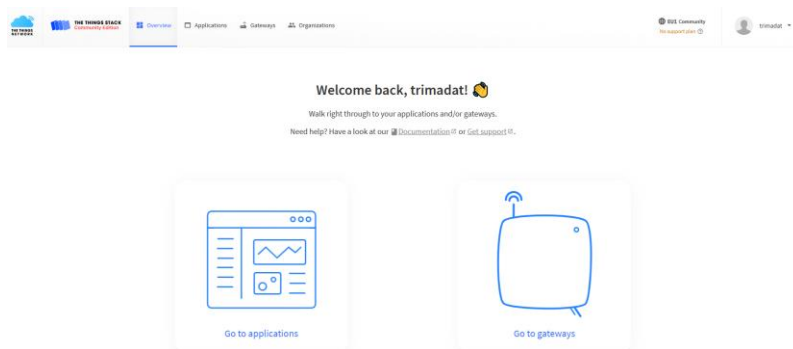 THE THINGS NETWORK
THE THINGS STACK
Community Edition
Overview
Applications
Gateways
Organizations
EU1 Community
No support plan
trimadat
Welcome back, trimadat!
Walk right through to your applications and/or gateways.
Need help? Have a look at our Documentation or Get support.
Go to applications
Go to gateways